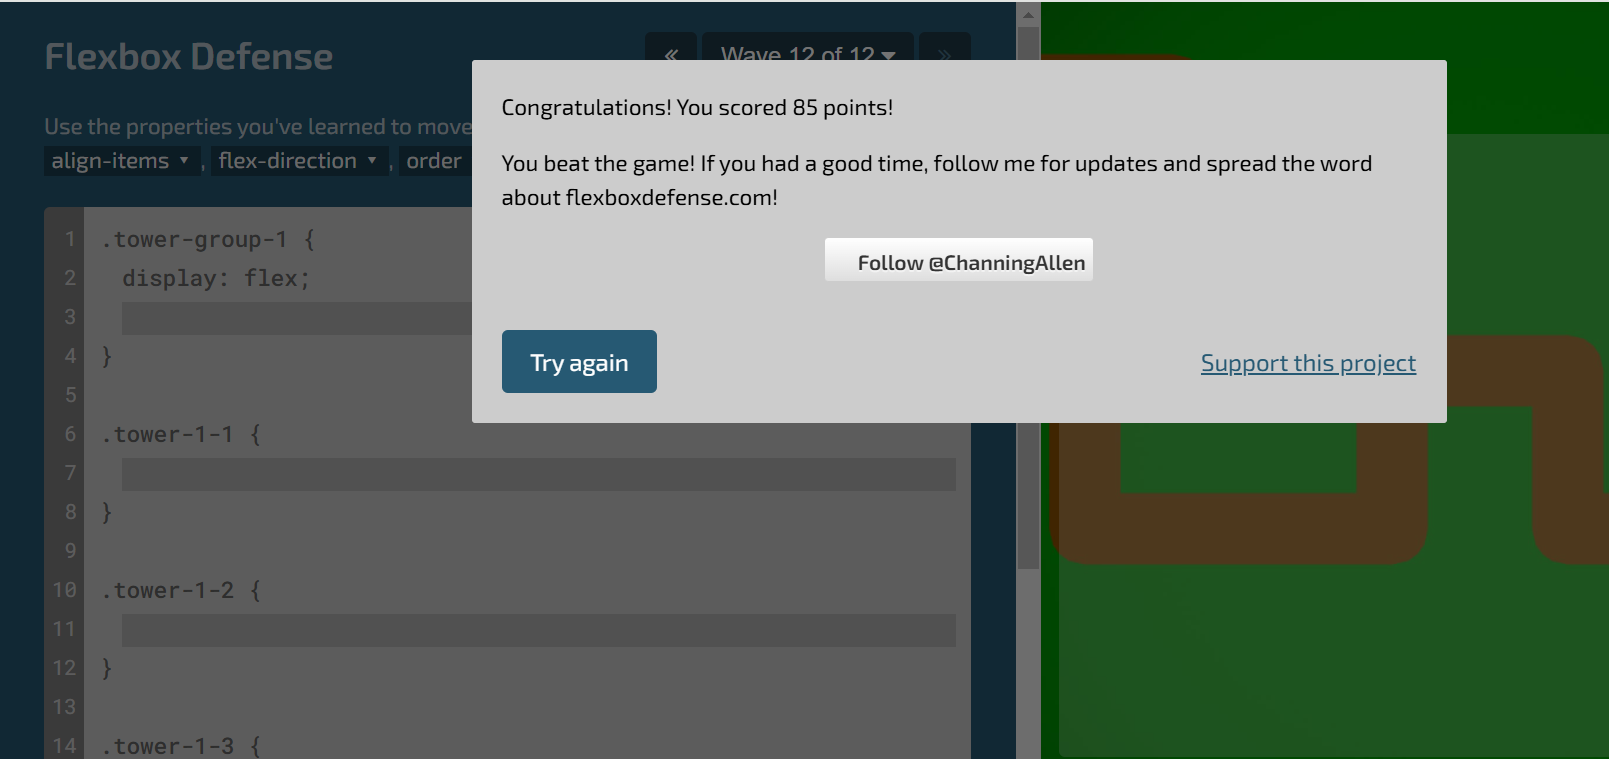 Flexbox Defense
« Wave 12 of 12 »
Use the properties you've learned to move
align-items ▾, flex-direction ▾, order
Congratulations! You scored 85 points!
You beat the game! If you had a good time, follow me for updates and spread the word
about flexboxdefense.com!
Follow @ChanningAllen
Try again
Support this project
1 .tower-group-1 {
2 display: flex;
3
4 }
5
6 .tower-1-1 {
7
8 }
9
10 .tower-1-2 {
11
12 }
13
14 .tower-1-3 {